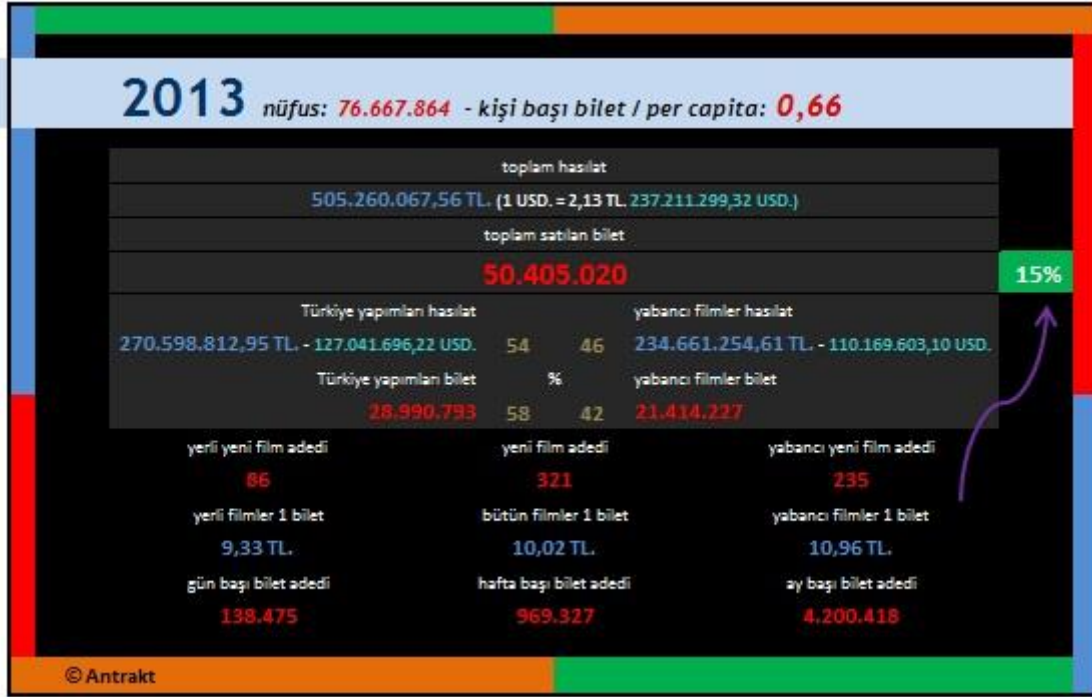 2013 nüfus: 76.667.864 - kişi başı bilet / per capita: 0,66
toplam hasılat
505.260.067,56 TL. (1 USD. = 2,13 TL. 237.211.299,32 USD.)
toplam satılan bilet
50.405.020
15%
Türkiye yapımları hasılat yabancı filmler hasılat
270.598.812,95 TL. - 127.041.696,22 USD. 54 46 234.661.254,61 TL. - 110.169.603,10 USD.
Türkiye yapımları bilet % yabancı filmler bilet
28.990.793 58 42 21.414.227
yerli yeni film adedi yeni film adedi yabancı yeni film adedi
86 321 235
yerli filmler 1 bilet bütün filmler 1 bilet yabancı filmler 1 bilet
9,33 TL. 10,02 TL. 10,96 TL.
gün başı bilet adedi hafta başı bilet adedi ay başı bilet adedi
138.475 969.327 4.200.418
© Antrakt